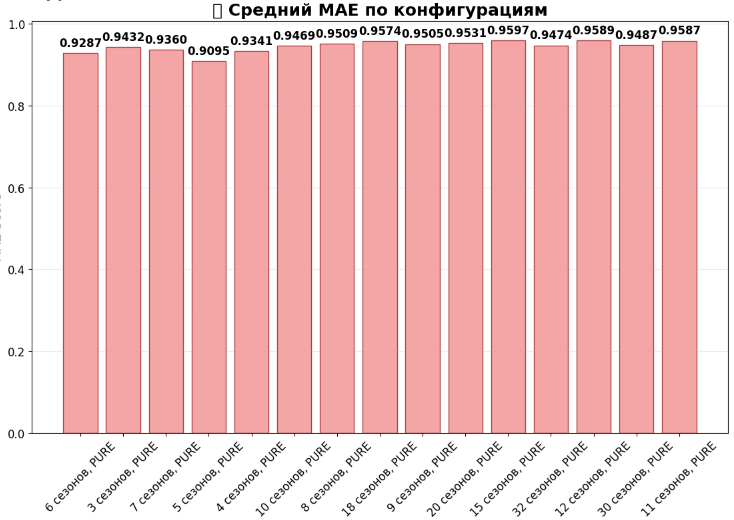 Средний MAE по конфигурациям
1.0
0.8
0.6
0.4
0.2
0.0
0.9287 0.9432 0.9360 0.9095 0.9341 0.9469 0.9509 0.9574 0.9505 0.9531 0.9597 0.9474 0.9589 0.9487 0.9587
6 сезонов, PURE
3 сезонов, PURE
7 сезонов, PURE
5 сезонов, PURE
4 сезонов, PURE
10 сезонов, PURE
8 сезонов, PURE
18 сезонов, PURE
9 сезонов, PURE
20 сезонов, PURE
15 сезонов, PURE
32 сезонов, PURE
12 сезонов, PURE
30 сезонов, PURE
11 сезонов, PURE